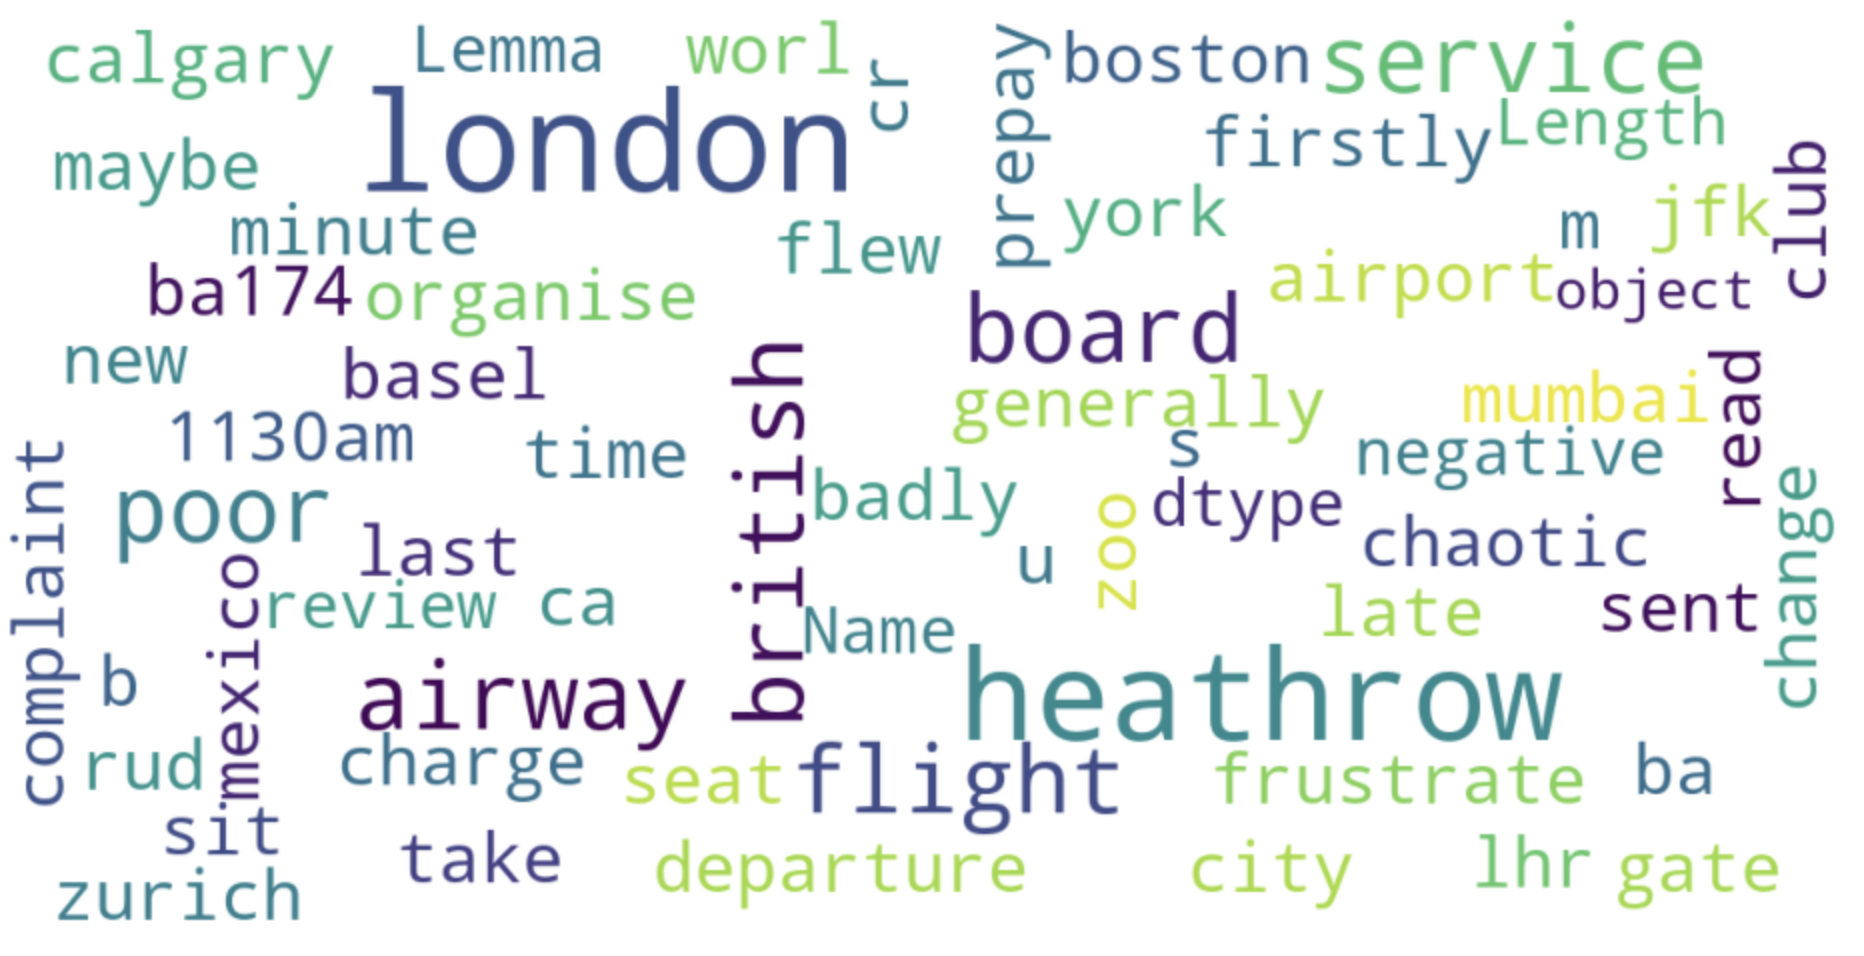 calgary
Lemma
worl
cr
prepay
boston
service
london
maybe
firstly
Length
club
minute
flew
york
m
jfk
ba174
organise
airport
object
board
new
basel
british
generally
mumbai
read
1130am
time
s
negative
complaint
poor
badly
zoo
dtype
change
last
u
chaotic
mexico
review
ca
Name
late
sent
b
airway
heathrow
rud
charge
seat
flight
frustrate
ba
sit
take
departure
city
lhr
gate
zurich